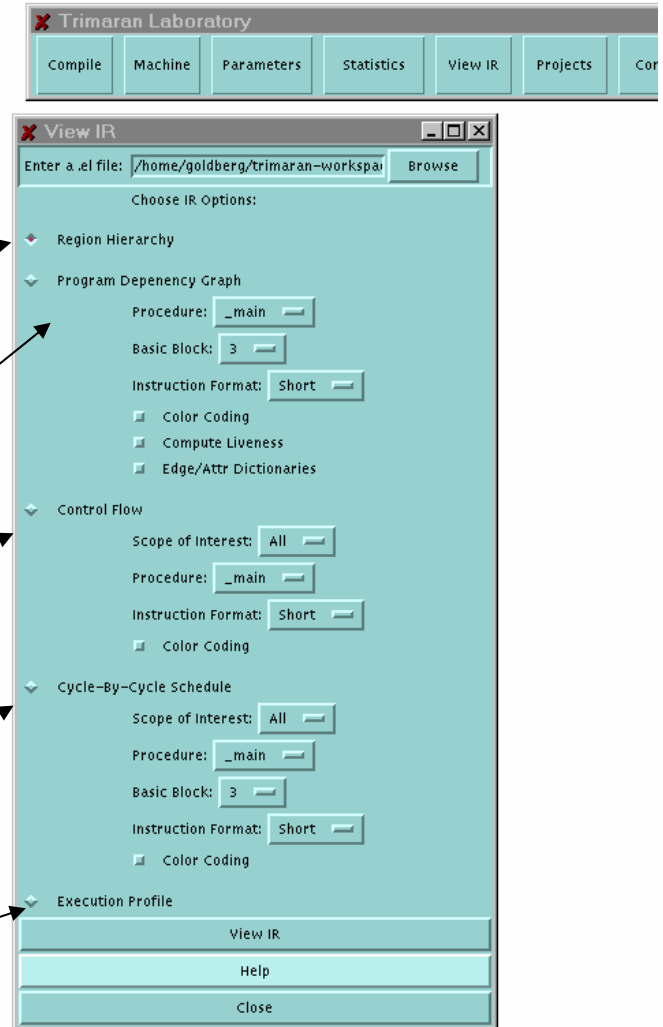 Trimaran Laboratory
Compile Machine Parameters Statistics View IR Projects
View IR
Enter a .el file: /home/goldberg/trimaran-workspa Browse
Choose IR Options:
Region Hierarchy
Program Depenency Graph
Procedure: _main
Basic Block: 3
Instruction Format: Short
Color Coding
Compute Liveness
Edge/Attr Dictionaries
Control Flow
Scope of Interest: All
Procedure: _main
Instruction Format: Short
Color Coding
Cycle-By-Cycle Schedule
Scope of Interest: All
Procedure: _main
Basic Block: 3
Instruction Format: Short
Color Coding
Execution Profile
View IR
Help
Close